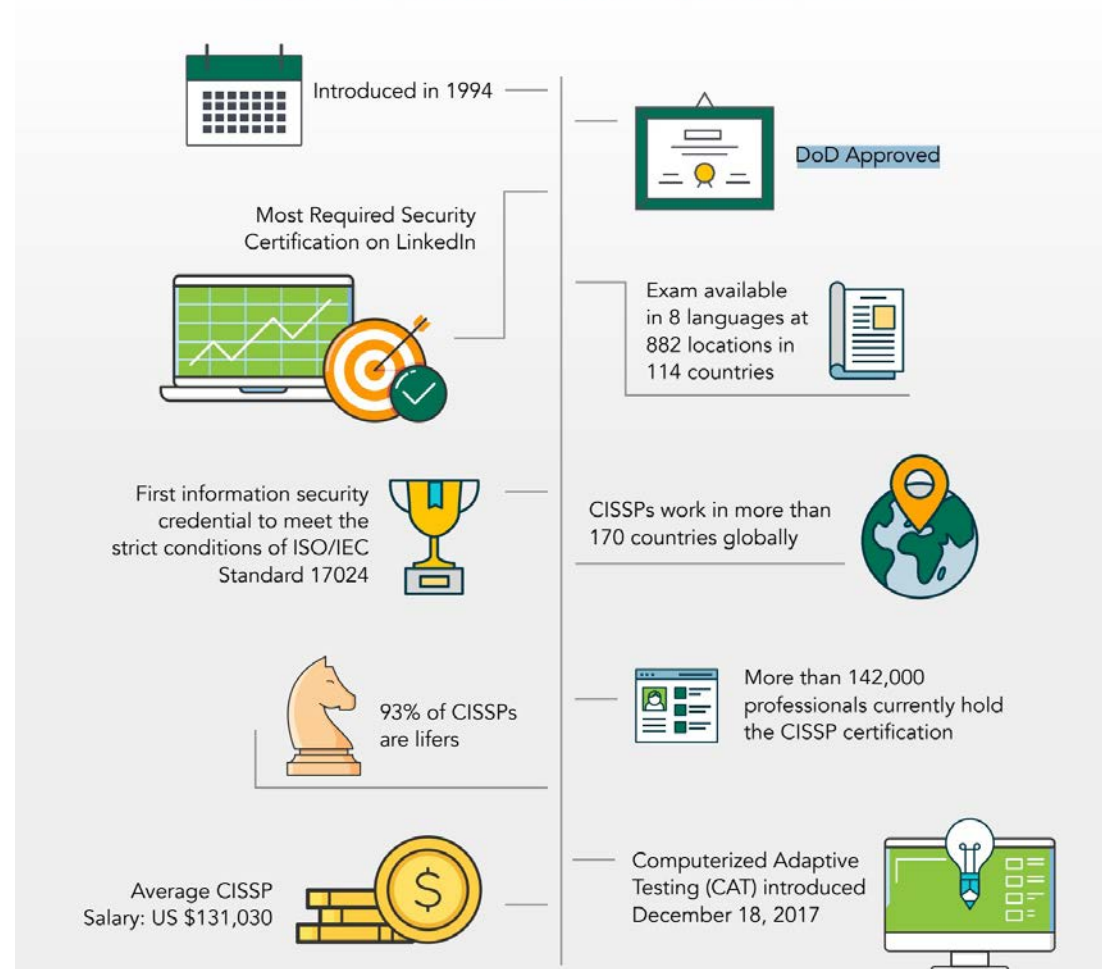 Introduced in 1994
DoD Approved
Most Required Security
Certification on LinkedIn
Exam available
in 8 languages at
882 locations in
114 countries
First information security
credential to meet the
strict conditions of ISO/IEC
Standard 17024
CISSPs work in more than
170 countries globally
93% of CISSPs
are lifers
More than 142,000
professionals currently hold
the CISSP certification
Average CISSP
Salary: US $131,030
$
Computerized Adaptive
Testing (CAT) introduced
December 18, 2017